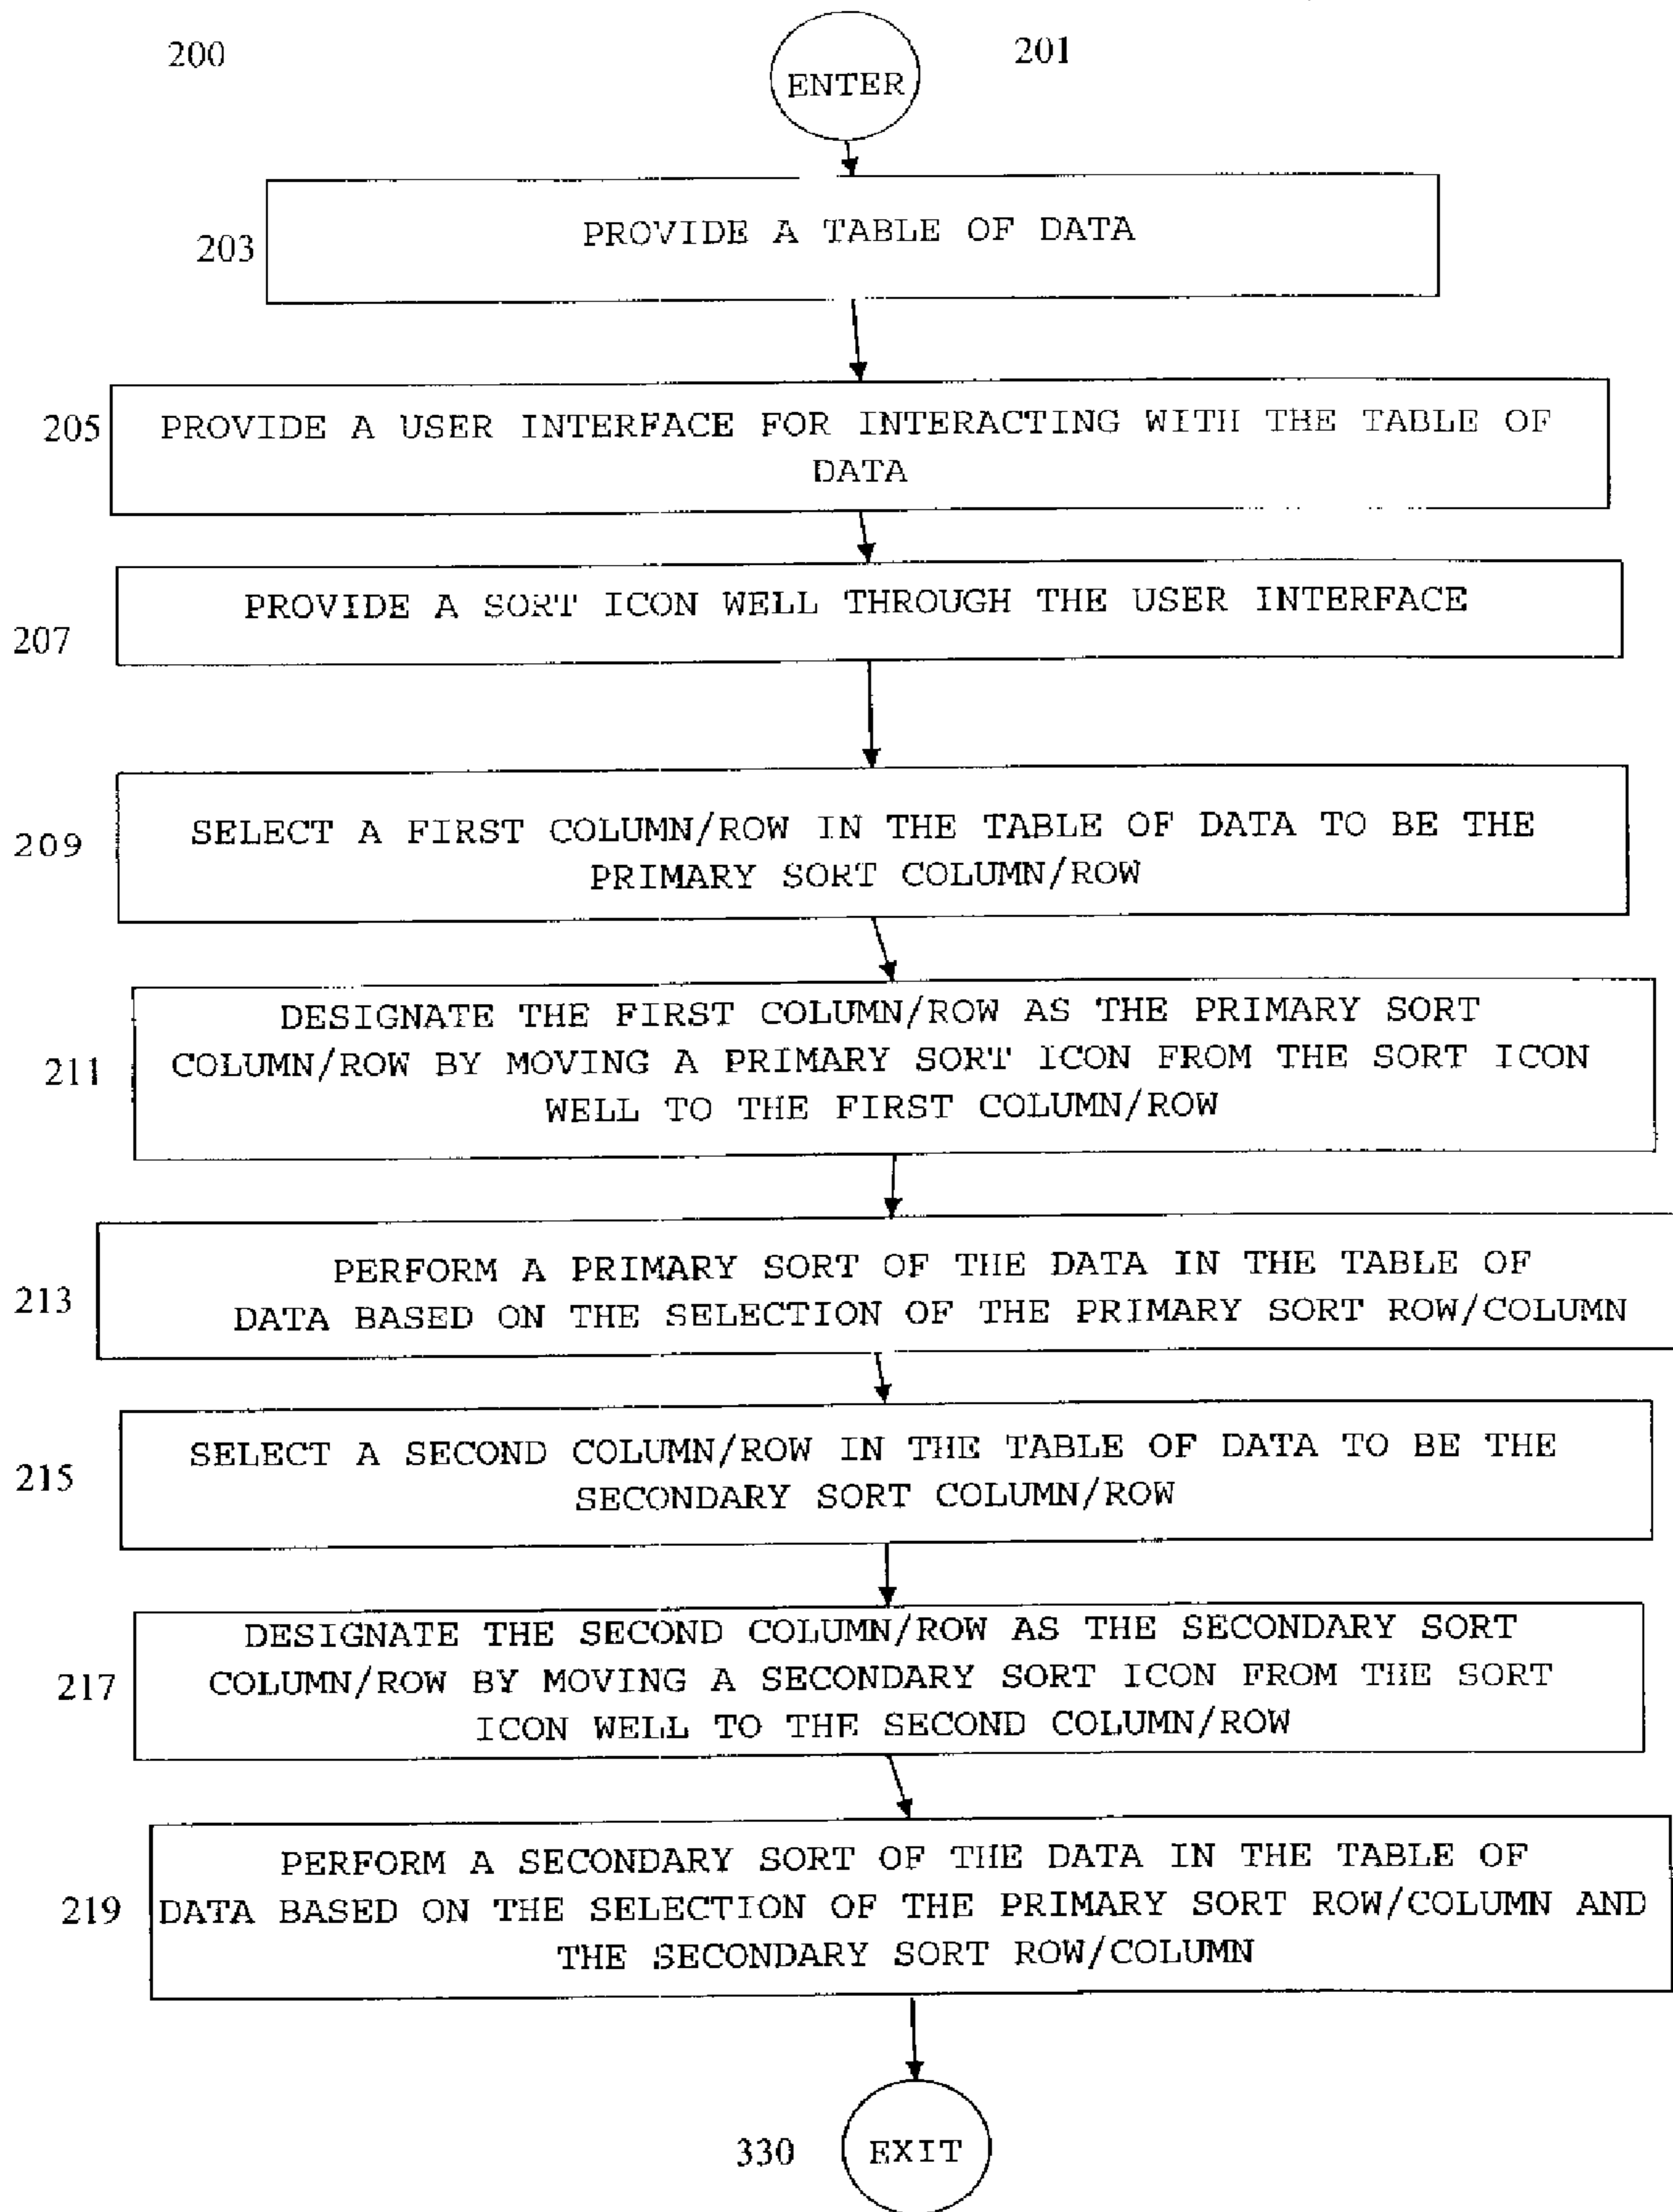 200
ENTER
201
203
PROVIDE A TABLE OF DATA
205
PROVIDE A USER INTERFACE FOR INTERACTING WITH THE TABLE OF
DATA
207
PROVIDE A SORT ICON WELL THROUGH THE USER INTERFACE
209
SELECT A FIRST COLUMN/ROW IN THE TABLE OF DATA TO BE THE
PRIMARY SORT COLUMN/ROW
211
DESIGNATE THE FIRST COLUMN/ROW AS THE PRIMARY SORT
COLUMN/ROW BY MOVING A PRIMARY SORT ICON FROM THE SORT ICON
WELL TO THE FIRST COLUMN/ROW
213
PERFORM A PRIMARY SORT OF THE DATA IN THE TABLE OF
DATA BASED ON THE SELECTION OF THE PRIMARY SORT ROW/COLUMN
215
SELECT A SECOND COLUMN/ROW IN THE TABLE OF DATA TO BE THE
SECONDARY SORT COLUMN/ROW
217
DESIGNATE THE SECOND COLUMN/ROW AS THE SECONDARY SORT
COLUMN/ROW BY MOVING A SECONDARY SORT ICON FROM THE SORT
ICON WELL TO THE SECOND COLUMN/ROW
219
PERFORM A SECONDARY SORT OF THE DATA IN THE TABLE OF
DATA BASED ON THE SELECTION OF THE PRIMARY SORT ROW/COLUMN AND
THE SECONDARY SORT ROW/COLUMN
330
EXIT